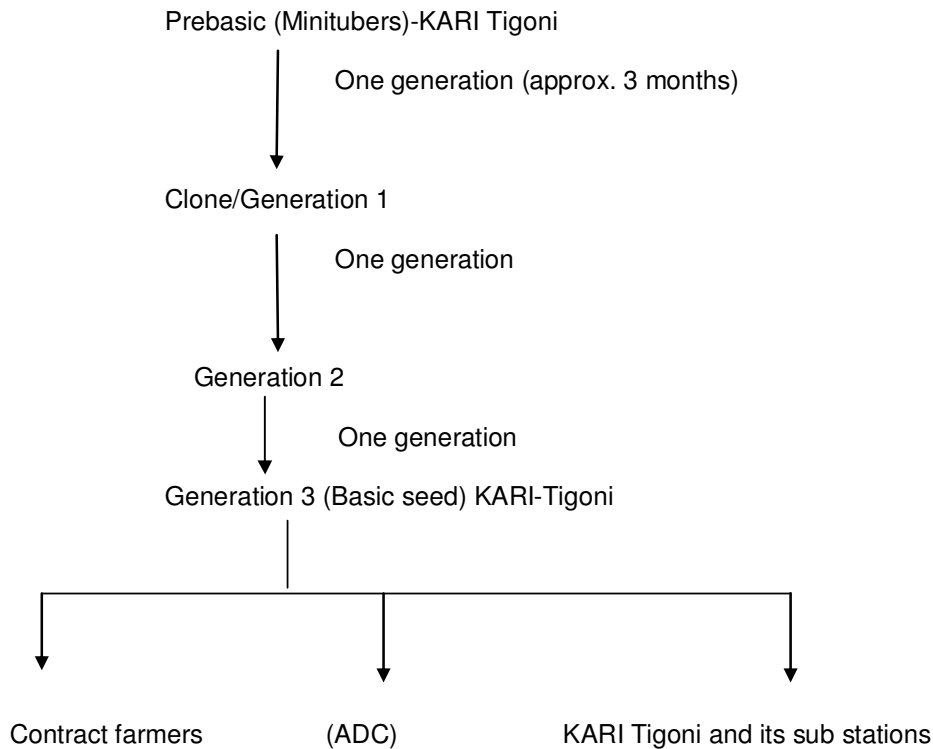 Prebasic (Minitubers)-KARI Tigoni
One generation (approx. 3 months)
Clone/Generation 1
One generation
Generation 2
One generation
Generation 3 (Basic seed) KARI-Tigoni
Contract farmers (ADC) KARI Tigoni and its sub stations